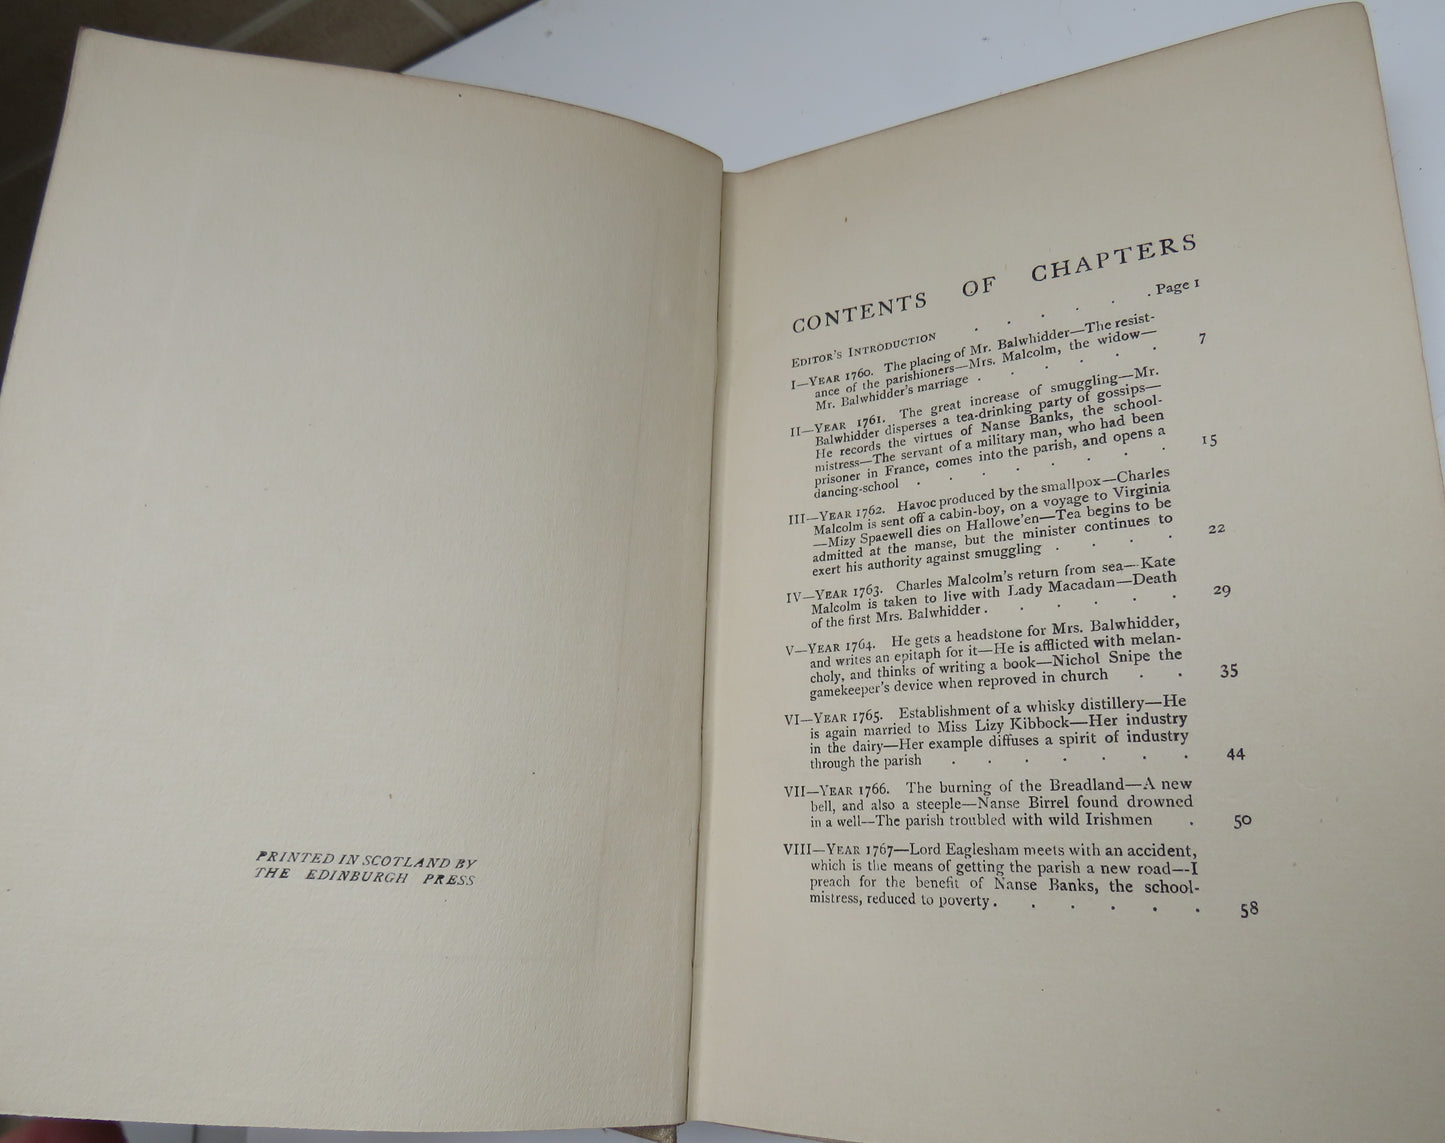 PRINTED IN SCOTLAND BY
THE EDINBURGH PRESS
CONTENTS OF CHAPTERS
Editor's Introduction . . . . . . Page 1
I—Year 1760. The placing of Mr. Balwhidder—The resist-
ance of the parishioners—Mrs. Malcolm, the widow—
Mr. Balwhidder's marriage . . . . . . 7
II—Year 1761. The great increase of smuggling—Mr.
Balwhidder disperses a tea-drinking party of gossips—
He records the virtues of Nanse Banks, the school-
mistress—The servant of a military man, who had been
prisoner in France, comes into the parish, and opens a
dancing-school . . . . . . . . 15
III—Year 1762. Havoc produced by the smallpox—Charles
Malcolm is sent off a cabin-boy, on a voyage to Virginia
—Mizy Spaewell dies on Hallowe'en—Tea begins to be
admitted at the manse, but the minister continues to
exert his authority against smuggling . . . . 22
IV—Year 1763. Charles Malcolm's return from sea—Kate
Malcolm is taken to live with Lady Macadam—Death
of the first Mrs. Balwhidder . . . . . . 29
V—Year 1764. He gets a headstone for Mrs. Balwhidder,
and writes an epitaph for it—He is afflicted with melan-
choly, and thinks of writing a book—Nichol Snipe the
gamekeeper's device when reproved in church . . 35
VI—Year 1765. Establishment of a whisky distillery—He
is again married to Miss Lizy Kibbock—Her industry
in the dairy—Her example diffuses a spirit of industry
through the parish . . . . . . . 44
VII—Year 1766. The burning of the Breadland—A new
bell, and also a steeple—Nanse Birrel found drowned
in a well—The parish troubled with wild Irishmen . 50
VIII—Year 1767—Lord Eaglesham meets with an accident,
which is the means of getting the parish a new road—I
preach for the benefit of Nanse Banks, the school-
mistress, reduced to poverty . . . . . . 58